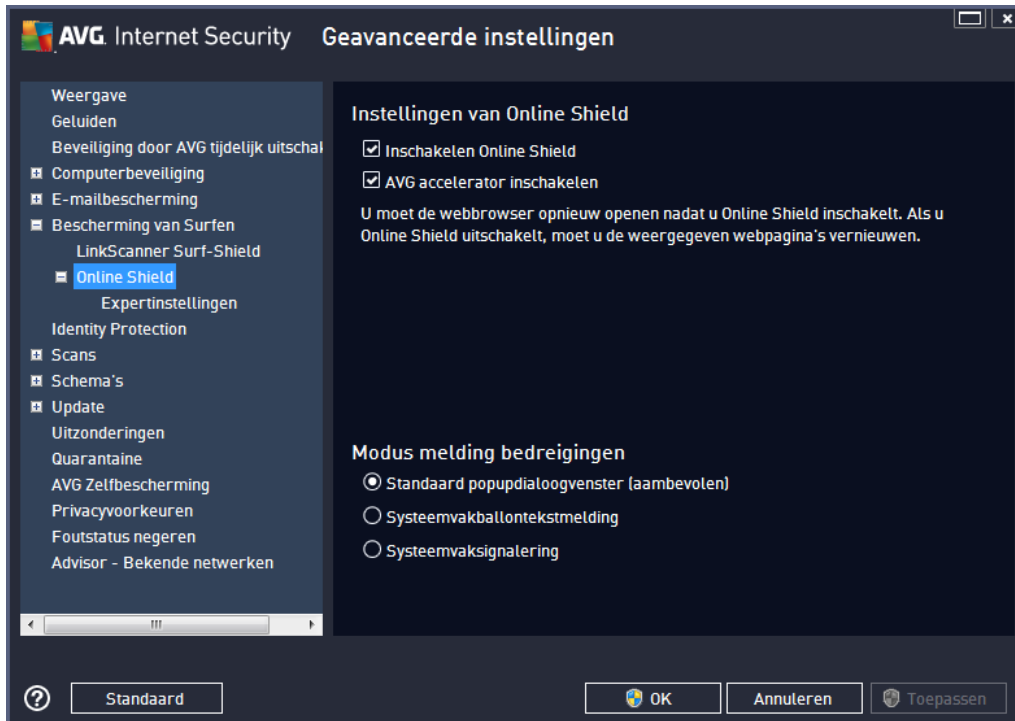 AVG. Internet Security Geavanceerde instellingen
Weergave
Geluiden
Beveiliging door AVG tijdelijk uitschak
Computerbeveiliging
E-mailbescherming
Bescherming van Surfen
LinkScanner Surf-Shield
Online Shield
Expertinstellingen
Identity Protection
Scans
Schema's
Update
Uitzonderingen
Quarantaine
AVG Zelfbescherming
Privacyvoorkeuren
Foutstatus negeren
Advisor - Bekende netwerken
Instellingen van Online Shield
Inschakelen Online Shield
AVG accelerator inschakelen
U moet de webbrowser opnieuw openen nadat u Online Shield inschakelt. Als u
Online Shield uitschakelt, moet u de weergegeven webpagina's vernieuwen.
Modus melding bedreigingen
Standaard popupdialoogvenster (aambevolen)
Systeemvakballontekstmelding
Systeemvaksignalering
? Standaard OK Annuleren Toepassen